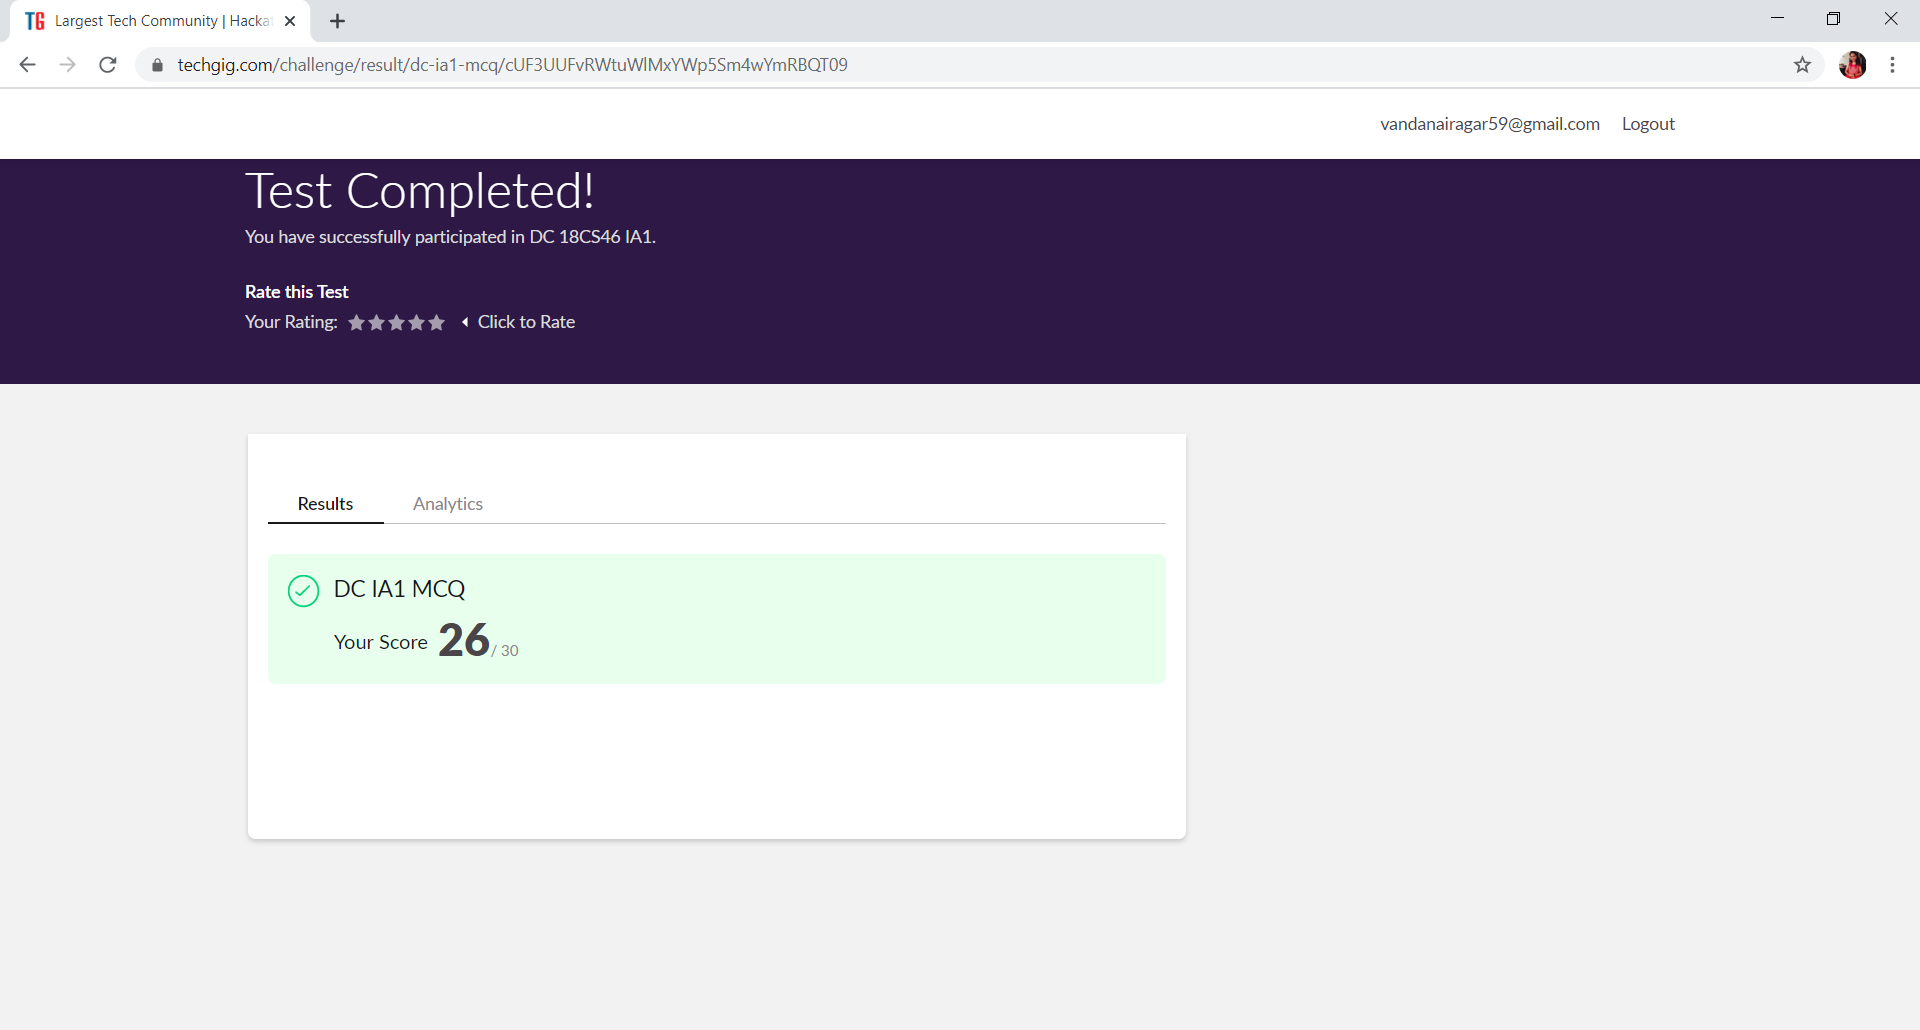 TG Largest Tech Community | Hacka
techgig.com/challenge/result/dc-ia1-mcq/cUF3UUFvRWtuWlMxYWp5Sm4wYmRBQT09
vandanairagar59@gmail.com Logout
Test Completed!
You have successfully participated in DC 18CS46 IA1.
Rate this Test
Your Rating: Click to Rate
Results Analytics
DC IA1 MCQ
Your Score 26 / 30